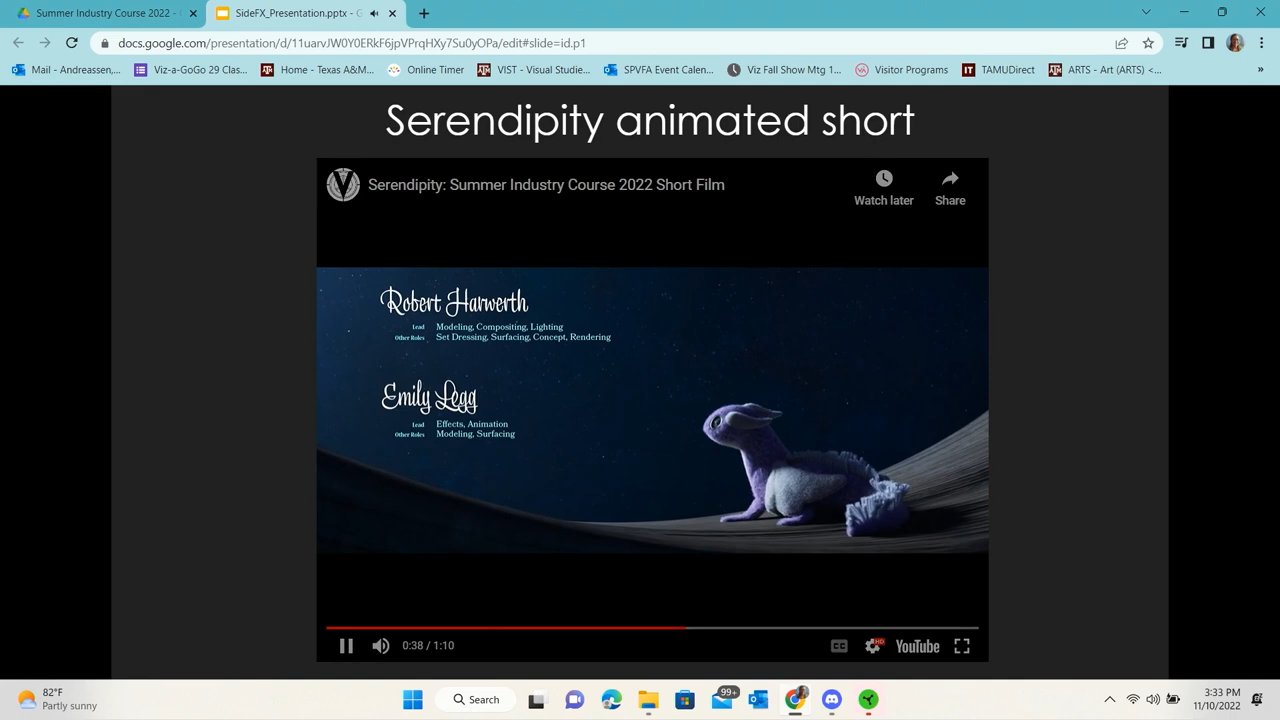 Summer Industry Course 2022 -
SideFX_Presentation.pptx - G
docs.google.com/presentation/d/11uarvJW0Y0ERkF6jpVPrqHXy7Su0yOPa/edit#slide=id.p1
Mail - Andreassen,...
Viz-a-GoGo 29 Clas...
Home - Texas A&M...
Online Timer
VIST - Visual Studie...
SPVFA Event Calen...
Viz Fall Show Mtg 1...
Visitor Programs
TAMUDirect
ARTS - Art (ARTS) <...
»
Serendipity animated short
Serendipity: Summer Industry Course 2022 Short Film
Watch later
Share
Robert Harwerth
Lead Modeling, Compositing, Lighting
Other Roles Set Dressing, Surfacing, Concept, Rendering
Emily Legg
Lead Effects, Animation
Other Roles Modeling, Surfacing
0:38 / 1:10
CC
HD
YouTube
82°F
Partly sunny
Search
99+
3:33 PM
11/10/2022